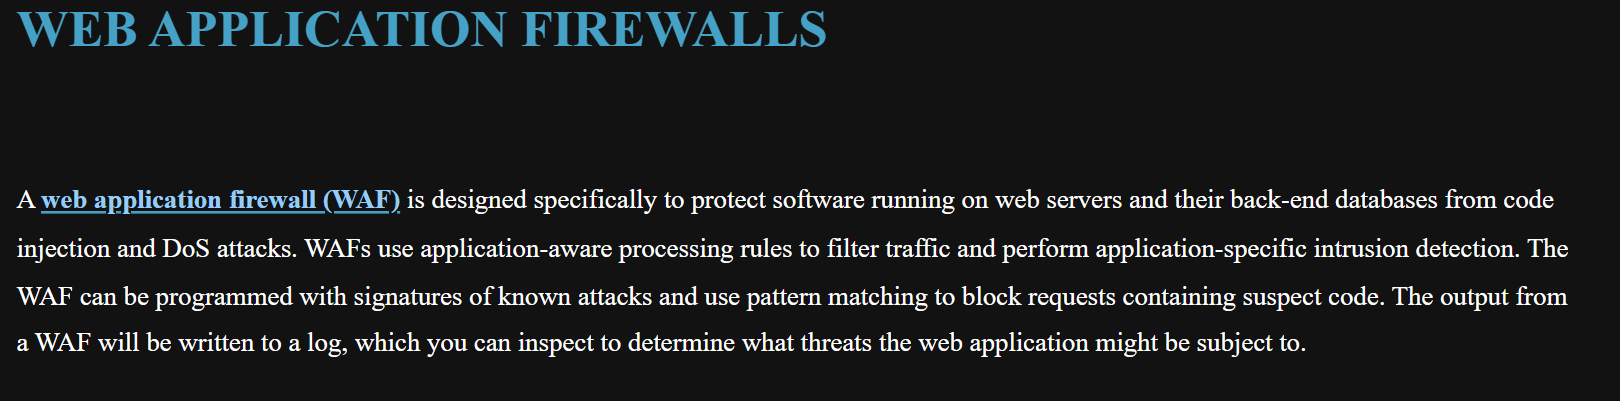 WEB APPLICATION FIREWALLS
A web application firewall (WAF) is designed specifically to protect software running on web servers and their back-end databases from code
injection and DoS attacks. WAFs use application-aware processing rules to filter traffic and perform application-specific intrusion detection. The
WAF can be programmed with signatures of known attacks and use pattern matching to block requests containing suspect code. The output from
a WAF will be written to a log, which you can inspect to determine what threats the web application might be subject to.